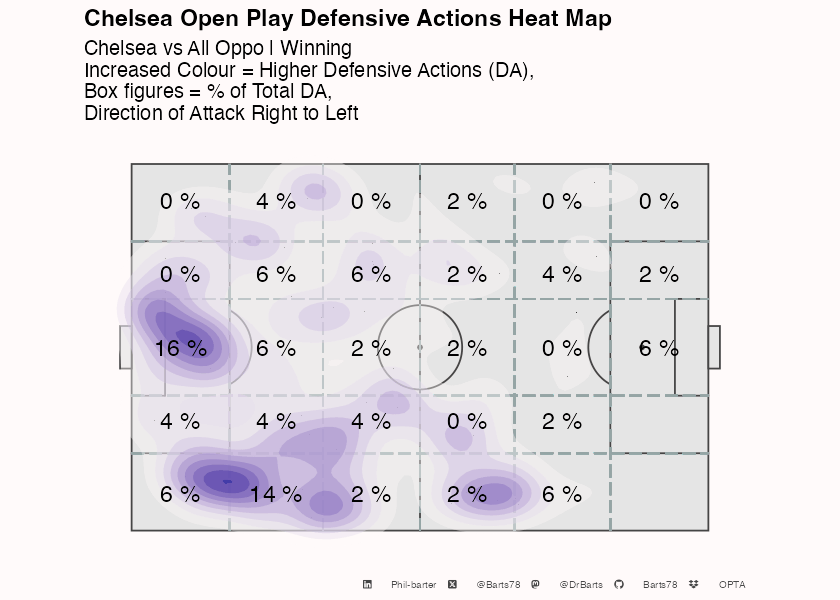 Chelsea Open Play Defensive Actions Heat Map
Chelsea vs All Oppo | Winning
Increased Colour = Higher Defensive Actions (DA),
Box figures = % of Total DA,
Direction of Attack Right to Left
0 % 4 % 0 % 2 % 0 % 0 %
0 % 6 % 6 % 2 % 4 % 2 %
16 % 6 % 2 % 2 % 0 % 6 %
4 % 4 % 4 % 0 % 2 %
6 % 14 % 2 % 2 % 6 %
Phil-barter @Barts78 @DrBarts Barts78 OPTA